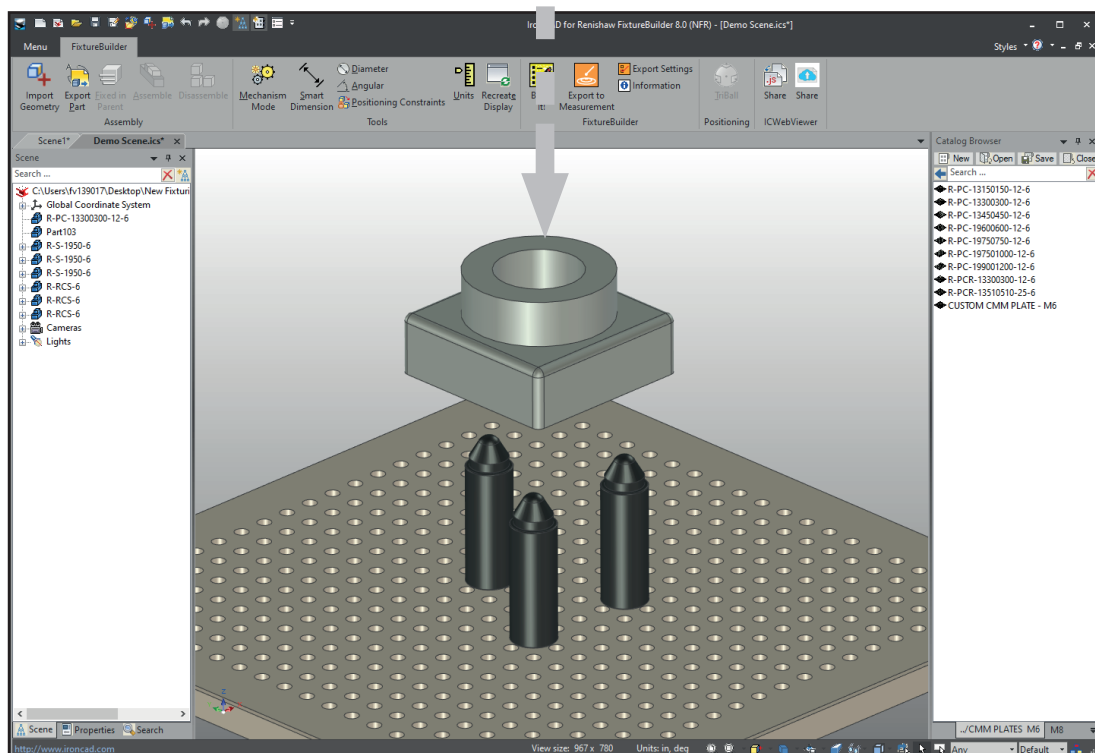 Iron
D for Renishaw FixtureBuilder 8.0 (NFR) - [Demo Scene.ics*]
Menu
FixtureBuilder
Styles
Import
Geometry
Export
Part
Fixed in
Parent
Assemble
Disassemble
Assembly
Mechanism
Mode
Smart
Dimension
Diameter
Angular
Positioning Constraints
Units
Recreate
Display
Tools
B
it!
Export to
Measurement
Export Settings
Information
FixtureBuilder
TriBall
Positioning
Share
Share
ICWebViewer
Scene1*
Demo Scene.ics*
Scene
Search ...
C:\Users\fv139017\Desktop\New Fixturi
Global Coordinate System
R-PC-13300300-12-6
Part103
R-S-1950-6
R-S-1950-6
R-S-1950-6
R-RCS-6
R-RCS-6
R-RCS-6
Cameras
Lights
Scene
Properties
Search
Catalog Browser
New
Open
Save
Close
Search ...
R-PC-13150150-12-6
R-PC-13300300-12-6
R-PC-13450450-12-6
R-PC-19600600-12-6
R-PC-19750750-12-6
R-PC-197501000-12-6
R-PC-199001200-12-6
R-PCR-13300300-12-6
R-PCR-13510510-25-6
CUSTOM CMM PLATE - M6
../CMM PLATES M6
M8
http://www.ironcad.com
View size: 967 x 780
Units: in, deg
Any
Default